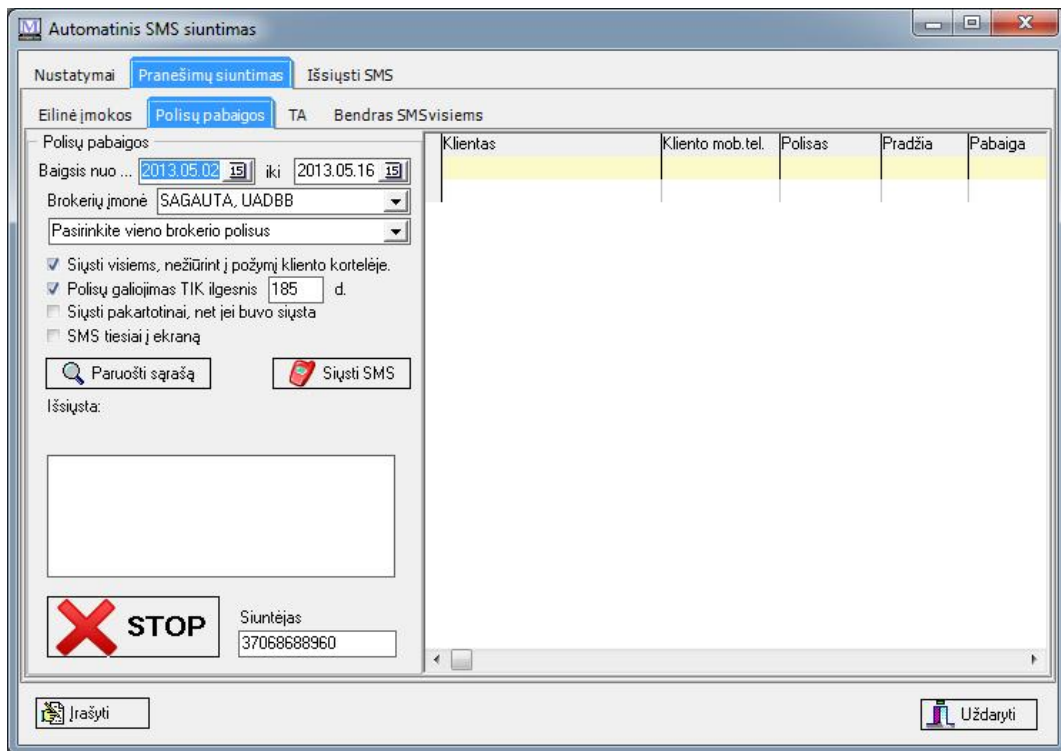 Automatinis SMS siuntimas
Nustatymai Pranešimų siuntimas Išsiųsti SMS
Eilinė įmokos Polisų pabaigos TA Bendras SMSvisiems
Polisų pabaigos
Klientas Kliento mob.tel. Polisas Pradžia Pabaiga
Baigsis nuo ... 2013.05.02 15 iki 2013.05.16 15
Brokerių įmonė SAGAUTA, UADBB
Pasirinkite vieno brokerio polisus
Siųsti visiems, nežiūrint į požymį kliento kortelėje.
Polisų galiojimas TIK ilgesnis 185 d.
Siųsti pakartotinai, net jei buvo siųsta
SMS tiesiai į ekraną
Paruošti sąrašą Siųsti SMS
Išsiųsta:
STOP
Siuntėjas
37068688960
Įrašyti Uždaryti